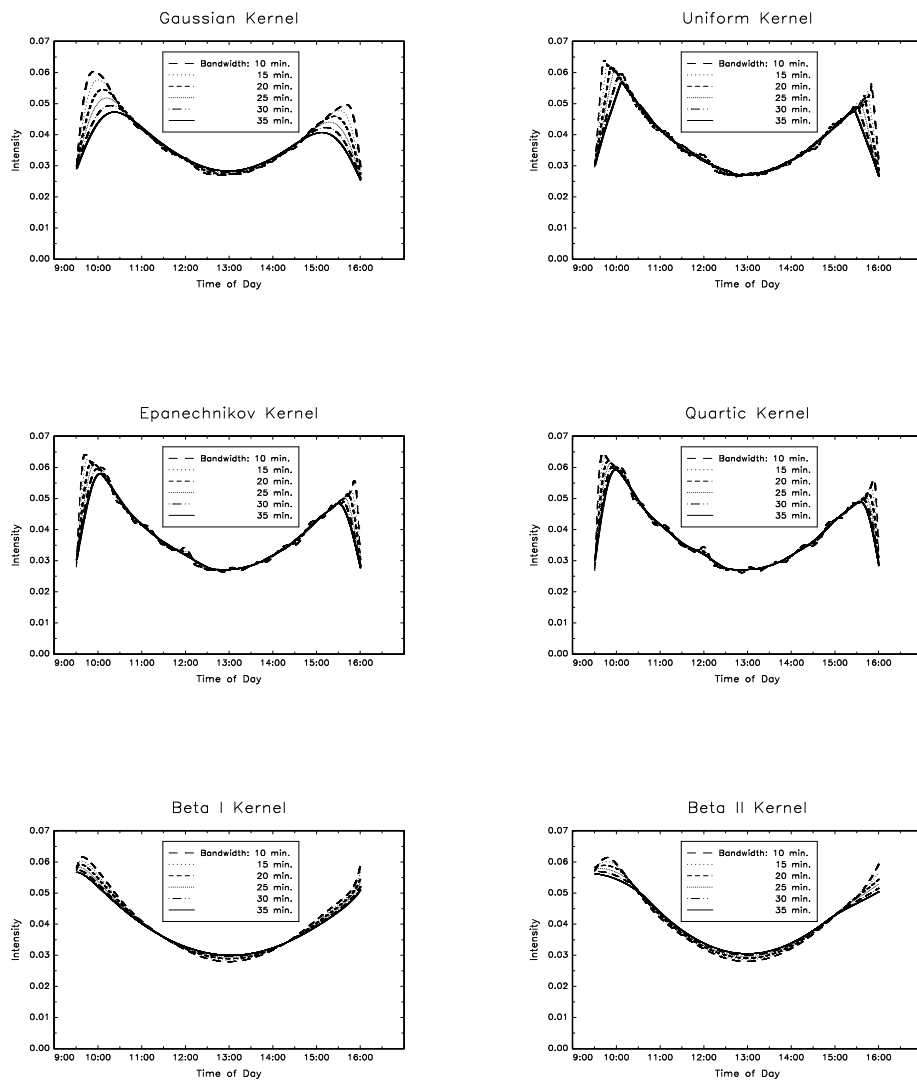 Gaussian Kernel
0.07
0.06
0.05
0.04
0.03
0.02
0.01
0.00
Intensity
Bandwidth: 10 min.
15 min.
20 min.
25 min.
30 min.
35 min.
9:00 10:00 11:00 12:00 13:00 14:00 15:00 16:00
Time of Day
Uniform Kernel
0.07
0.06
0.05
0.04
0.03
0.02
0.01
0.00
Intensity
Bandwidth: 10 min.
15 min.
20 min.
25 min.
30 min.
35 min.
9:00 10:00 11:00 12:00 13:00 14:00 15:00 16:00
Time of Day
Epanechnikov Kernel
0.07
0.06
0.05
0.04
0.03
0.02
0.01
0.00
Intensity
Bandwidth: 10 min.
15 min.
20 min.
25 min.
30 min.
35 min.
9:00 10:00 11:00 12:00 13:00 14:00 15:00 16:00
Time of Day
Quartic Kernel
0.07
0.06
0.05
0.04
0.03
0.02
0.01
0.00
Intensity
Bandwidth: 10 min.
15 min.
20 min.
25 min.
30 min.
35 min.
9:00 10:00 11:00 12:00 13:00 14:00 15:00 16:00
Time of Day
Beta I Kernel
0.07
0.06
0.05
0.04
0.03
0.02
0.01
0.00
Intensity
Bandwidth: 10 min.
15 min.
20 min.
25 min.
30 min.
35 min.
9:00 10:00 11:00 12:00 13:00 14:00 15:00 16:00
Time of Day
Beta II Kernel
0.07
0.06
0.05
0.04
0.03
0.02
0.01
0.00
Intensity
Bandwidth: 10 min.
15 min.
20 min.
25 min.
30 min.
35 min.
9:00 10:00 11:00 12:00 13:00 14:00 15:00 16:00
Time of Day